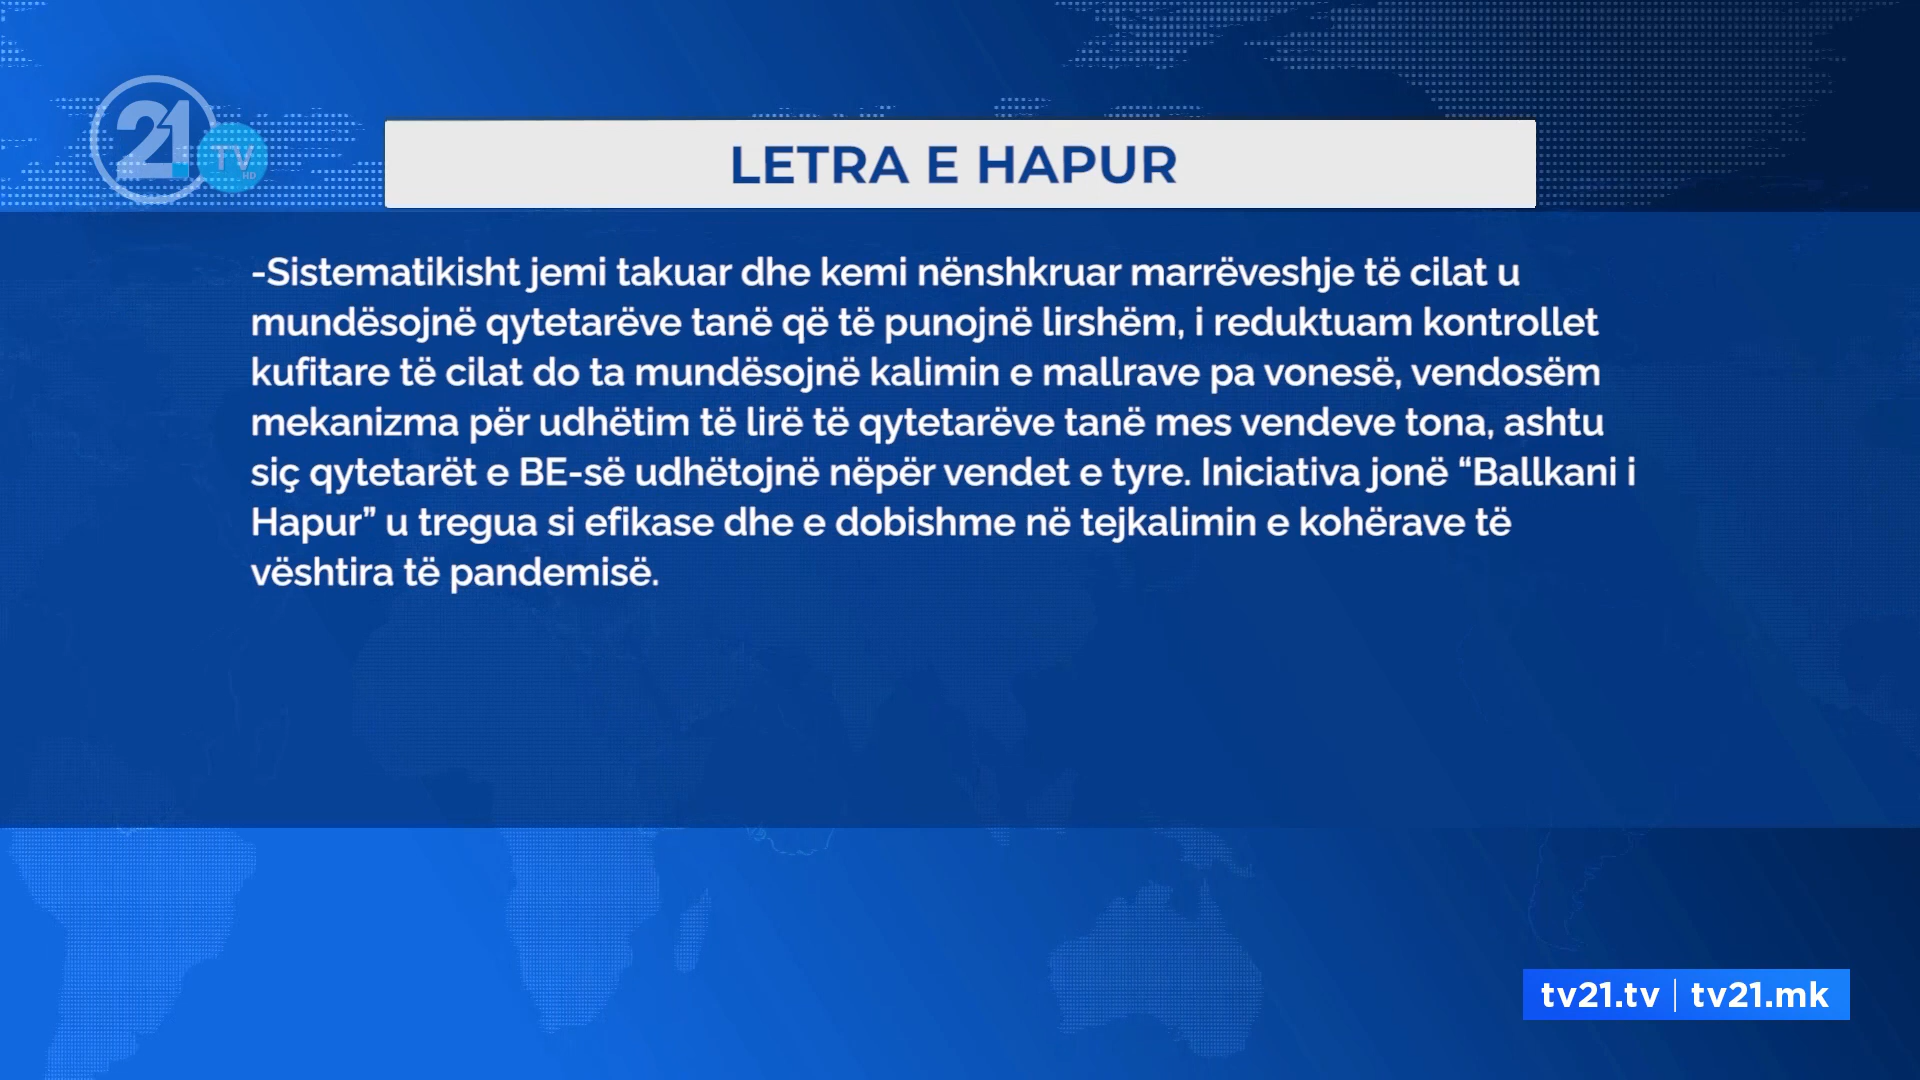 21
TV
HD
LETRA E HAPUR
-Sistematikisht jemi takuar dhe kemi nënshkruar marrëveshje të cilat u
mundësojnë qytetarëve tanë që të punojnë lirshëm, i reduktuam kontrollet
kufitare të cilat do ta mundësojnë kalimin e mallrave pa vonesë, vendosëm
mekanizma për udhëtim të lirë të qytetarëve tanë mes vendeve tona, ashtu
siç qytetarët e BE-së udhëtojnë nëpër vendet e tyre. Iniciativa jonë “Ballkani i
Hapur” u tregua si efikase dhe e dobishme në tejkalimin e kohërave të
vështira të pandemisë.
tv21.tv | tv21.mk